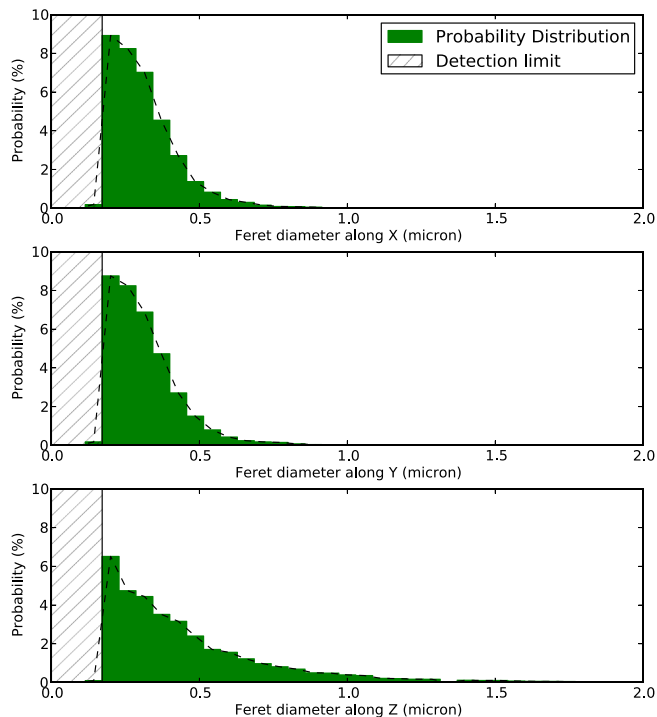 Probability Distribution
Detection limit
Probability (%)
10
8
6
4
2
0
0.0 0.5 1.0 1.5 2.0
Feret diameter along X (micron)
Probability (%)
10
8
6
4
2
0
0.0 0.5 1.0 1.5 2.0
Feret diameter along Y (micron)
Probability (%)
10
8
6
4
2
0
0.0 0.5 1.0 1.5 2.0
Feret diameter along Z (micron)